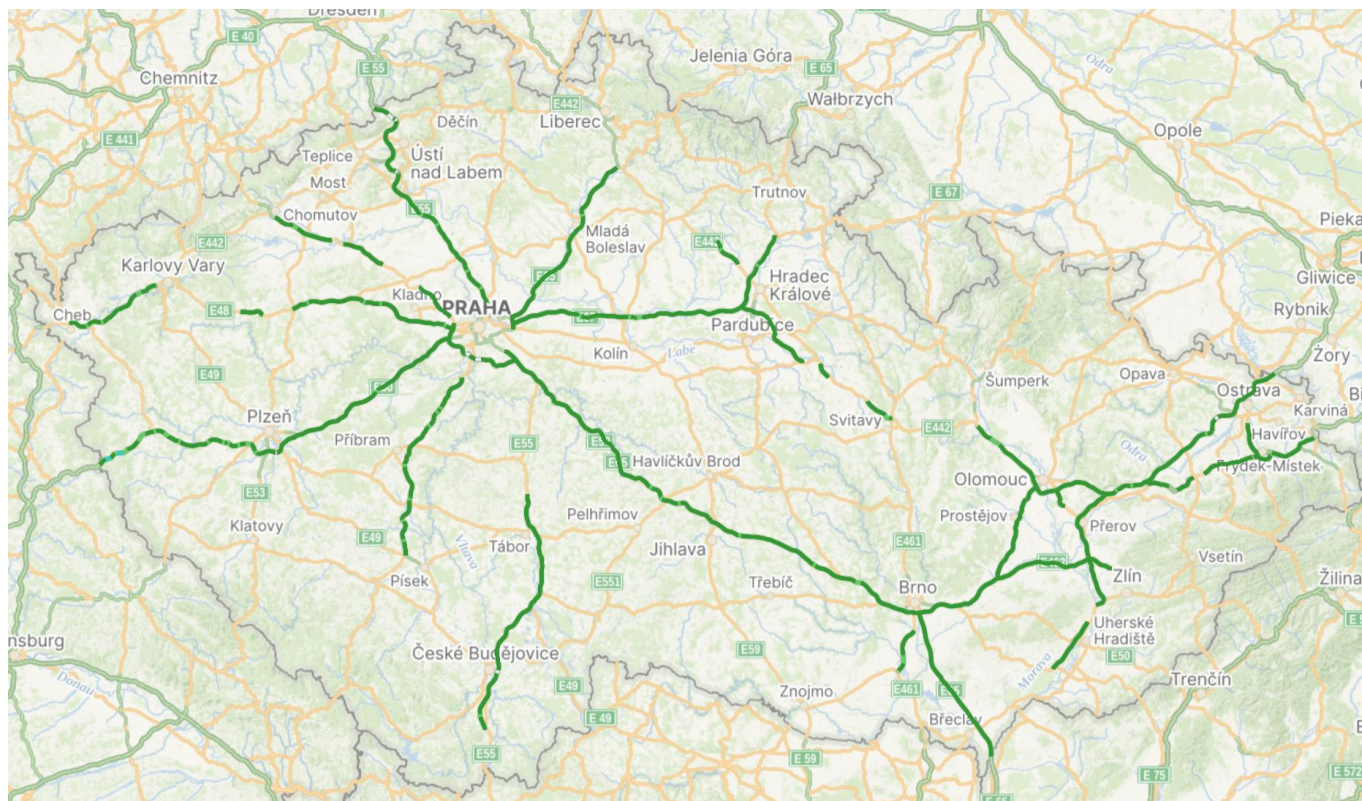 Dresden
E 40
E 55
Jelenia Góra
E 65
Odra
Chemnitz
E442
Wałbrzych
Děčín
Liberec
Opole
E 441
Teplice
Ústí
nad Labem
Most
Trutnov
E 67
Chomutov
E55
Pieka
Mladá
Boleslav
E442
E442
Karlovy Vary
Hradec
Králové
Gliwice
Kladno
PRAHA
Rybnik
Cheb
E48
Pardubice
Kolín
Labe
Żory
E49
Opava
Šumperk
Ostrava
Plzeň
Svitavy
Karviná
Příbram
E55
E442
Havířov
Odra
Havlíčkův Brod
Frýdek-Místek
Olomouc
E53
Pelhřimov
Prostějov
Klatovy
Přerov
E49
Vltava
Tábor
E461
Jihlava
Vsetín
Písek
E551
Třebíč
Brno
Zlín
Žilina
nsburg
Uherské
Hradiště
České Budějovice
E59
E50
Morava
Trenčín
Donau
E49
Znojmo
E461
E 49
Břeclav
E55
E 59
E 75
E 572